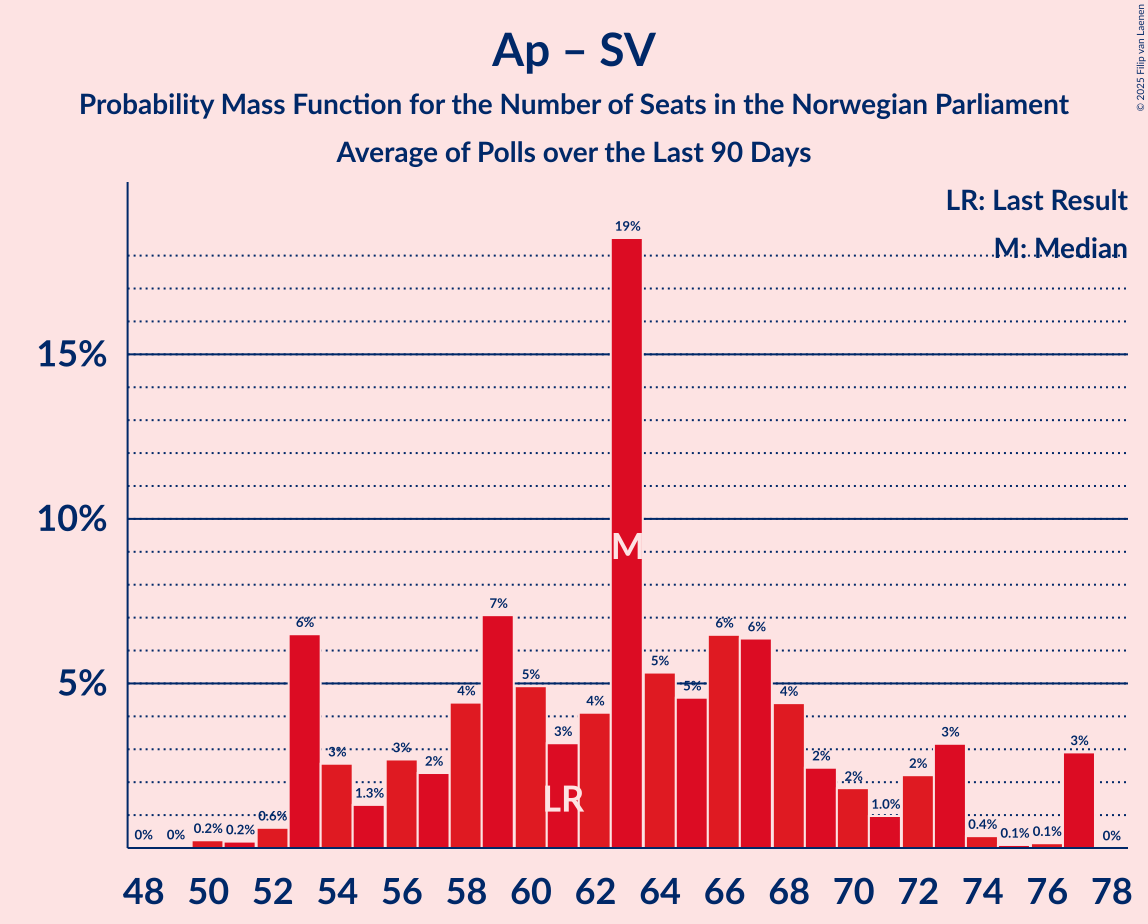 Ap – SV
Probability Mass Function for the Number of Seats in the Norwegian Parliament
Average of Polls over the Last 90 Days
© 2025 Filip van Laenen
LR: Last Result
M: Median
15%
10%
5%
0% 0% 0.2% 0.2% 0.6% 6% 3% 1.3% 3% 2% 4% 7% 5% 3% 4% 19% 5% 5% 6% 6% 4% 2% 2% 1.0% 2% 3% 0.4% 0.1% 0.1% 3% 0%
M
LR
48 50 52 54 56 58 60 62 64 66 68 70 72 74 76 78